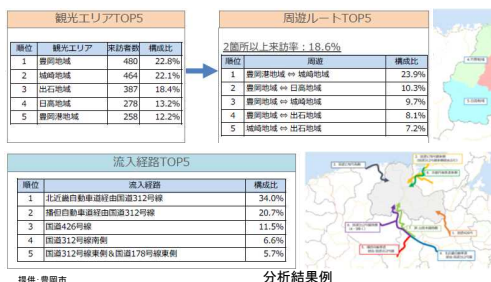 観光エリアTOP5
順位 観光エリア 来訪者数 構成比
1 豊岡地域 480 22.8%
2 城崎地域 464 22.1%
3 出石地域 387 18.4%
4 日高地域 278 13.2%
5 豊岡港地域 258 12.2%
周遊ルートTOP5
2箇所以上来訪率：18.6%
順位 周遊 構成比
1 豊岡港地域 ⇔ 城崎地域 23.9%
2 豊岡地域 ⇔ 日高地域 10.3%
3 豊岡地域 ⇔ 城崎地域 9.7%
4 豊岡地域 ⇔ 出石地域 8.1%
5 城崎地域 ⇔ 出石地域 7.2%
流入経路TOP5
順位 流入経路 構成比
1 北近畿自動車道経由国道312号線 34.0%
2 播但自動車道経由国道312号線 20.7%
3 国道426号線 11.5%
4 国道312号線南側 6.6%
5 国道312号線東側＆国道178号線東側 5.7%
提供：豊岡市
分析結果例